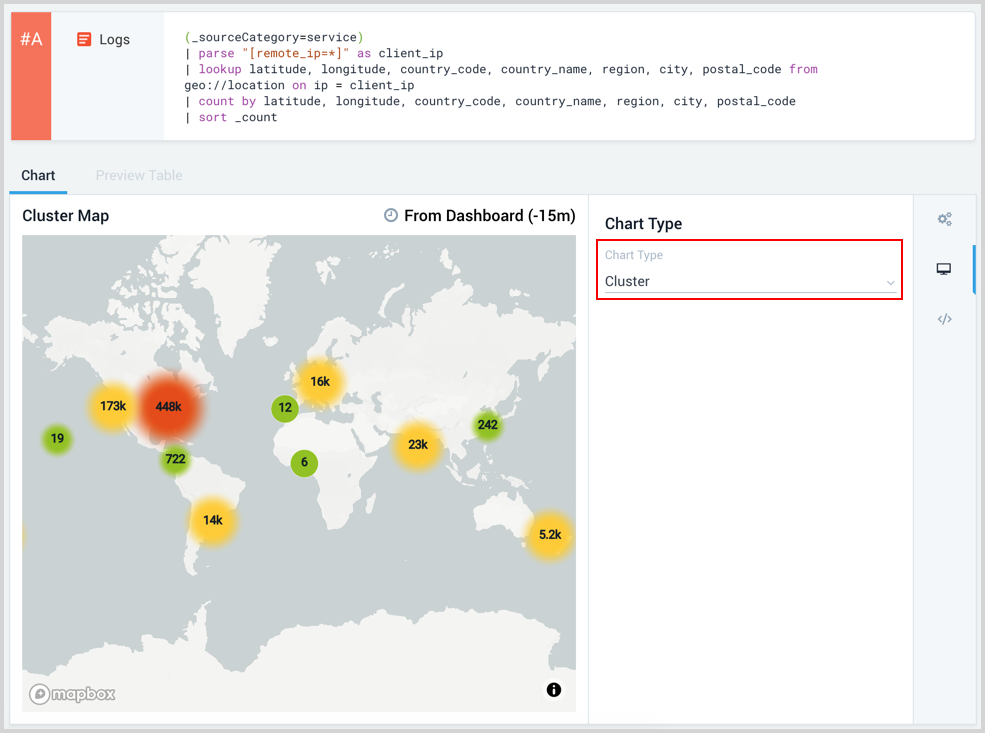 #A
Logs
(_sourceCategory=service)
| parse "[remote_ip=*]" as client_ip
| lookup latitude, longitude, country_code, country_name, region, city, postal_code from
geo://location on ip = client_ip
| count by latitude, longitude, country_code, country_name, region, city, postal_code
| sort _count
Chart
Preview Table
Cluster Map
From Dashboard (-15m)
Chart Type
Chart Type
Cluster
16k
173k
448k
12
242
19
23k
722
6
14k
5.2k
mapbox